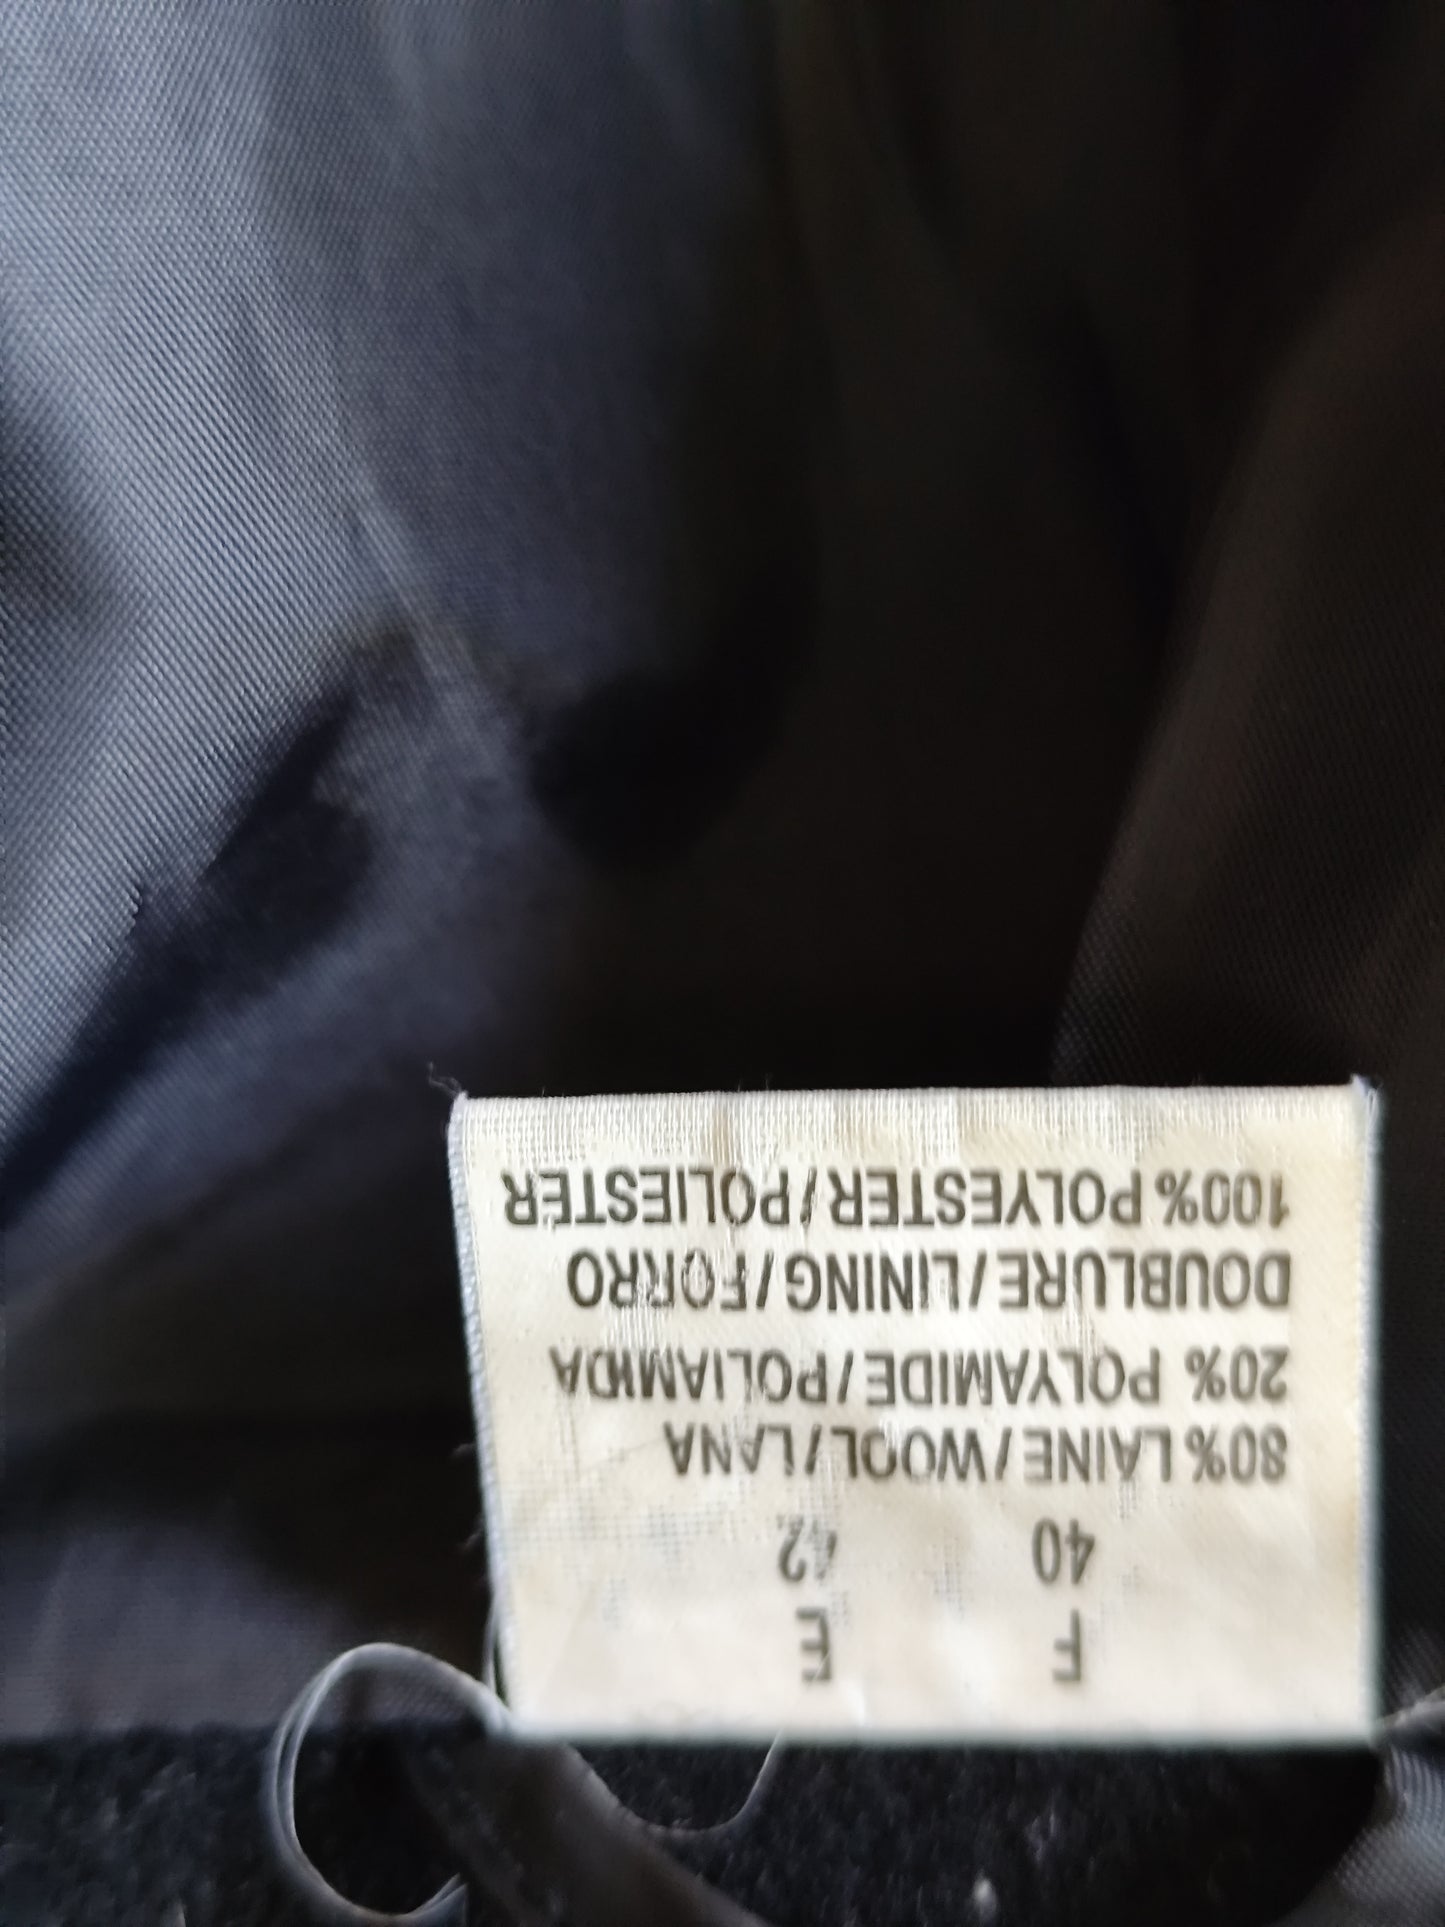 F E
40 42
80% LAINE/WOOL/LANA
20% POLYAMIDE/POLIAMIDA
DOUBLURE/LINING/FORRO
100% POLYESTER/POLIESTER